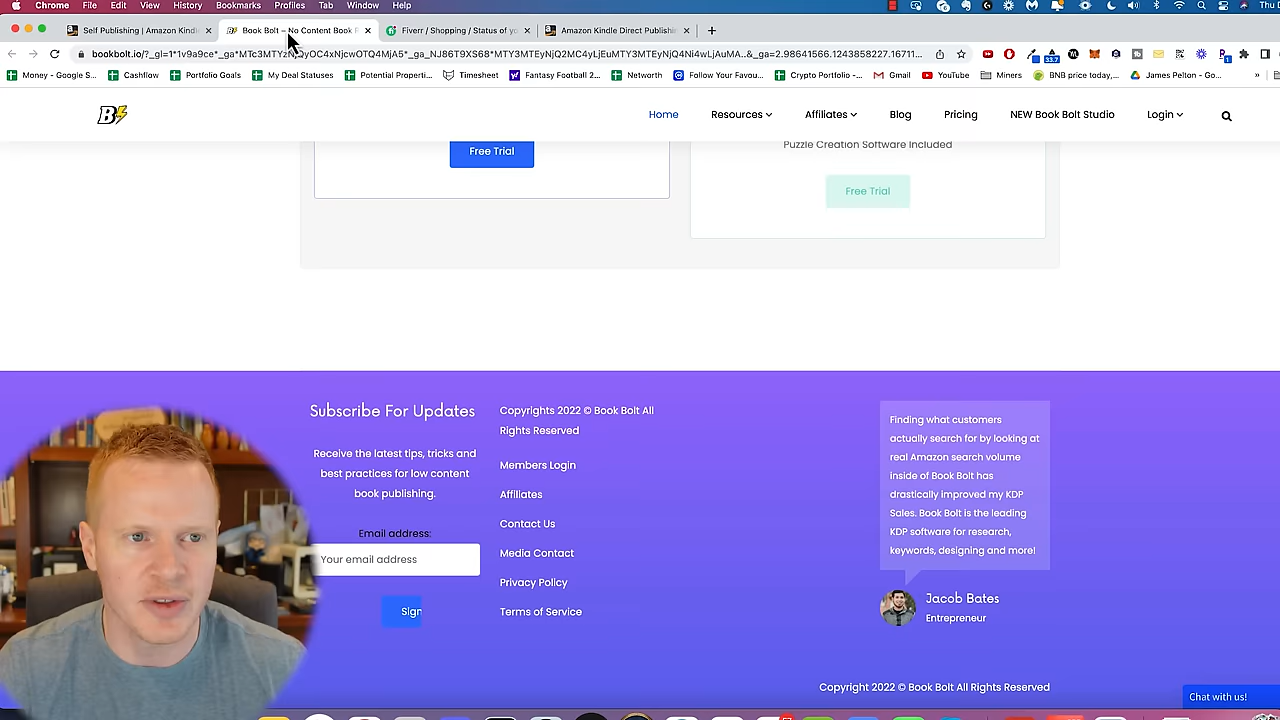 Chrome File Edit View History Bookmarks Profiles Tab Window Help
Thu D
Self Publishing | Amazon Kindl
Book Bolt – No Content Book P
Fiverr / Shopping / Status of yo
Amazon Kindle Direct Publishin
33.7
Money - Google S... Cashflow Portfolio Goals My Deal Statuses Potential Properti... Timesheet Fantasy Football 2... Networth Follow Your Favou... Crypto Portfolio -... Gmail YouTube Miners BNB price today,... James Pelton - Go... »
B
Home Resources Affiliates Blog Pricing NEW Book Bolt Studio Login
Puzzle Creation Software Included
Free Trial
Free Trial
Subscribe For Updates
Receive the latest tips, tricks and
best practices for low content
book publishing.
Email address:
Your email address
Sign
Copyrights 2022 © Book Bolt All
Rights Reserved
Members Login
Affiliates
Contact Us
Media Contact
Privacy Policy
Terms of Service
Finding what customers
actually search for by looking at
real Amazon search volume
inside of Book Bolt has
drastically improved my KDP
Sales. Book Bolt is the leading
KDP software for research,
keywords, designing and more!
Jacob Bates
Entrepreneur
Copyright 2022 © Book Bolt All Rights Reserved
Chat with us!